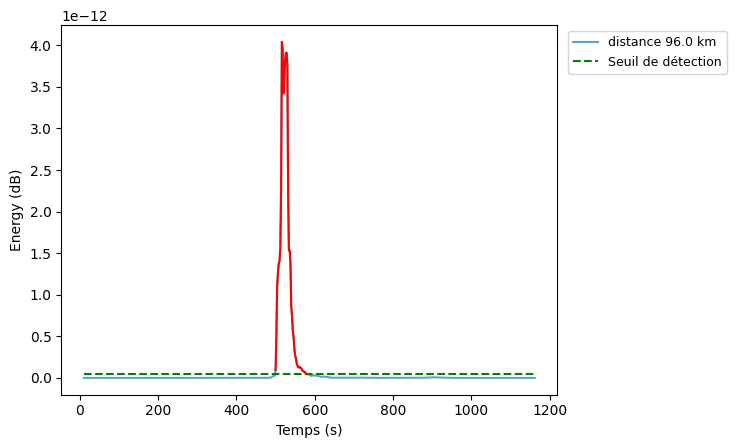 1e−12
distance 96.0 km
Seuil de détection
4.0
3.5
3.0
2.5
2.0
1.5
1.0
0.5
0.0
Energy (dB)
0 200 400 600 800 1000 1200
Temps (s)